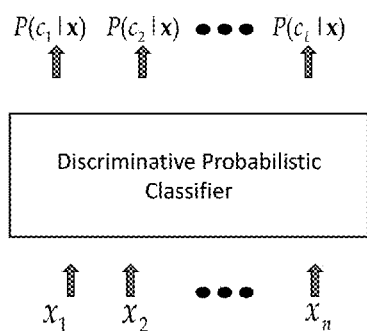 P(c₁ | x) P(c₂ | x) ●●● P(cᵢ | x)
Discriminative Probabilistic
Classifier
x₁ x₂ ●●● xₙ